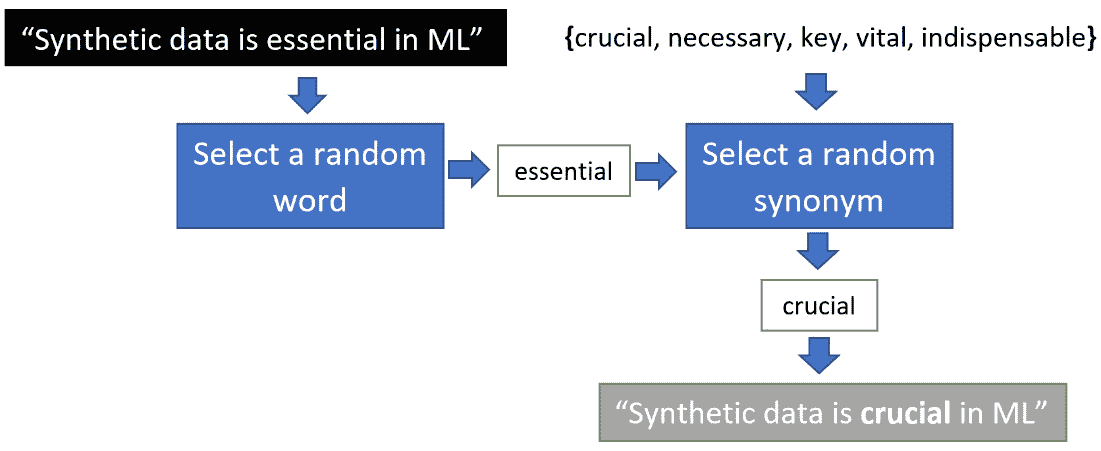 “Synthetic data is essential in ML”
{crucial, necessary, key, vital, indispensable}
Select a random
word
essential
Select a random
synonym
crucial
“Synthetic data is crucial in ML”